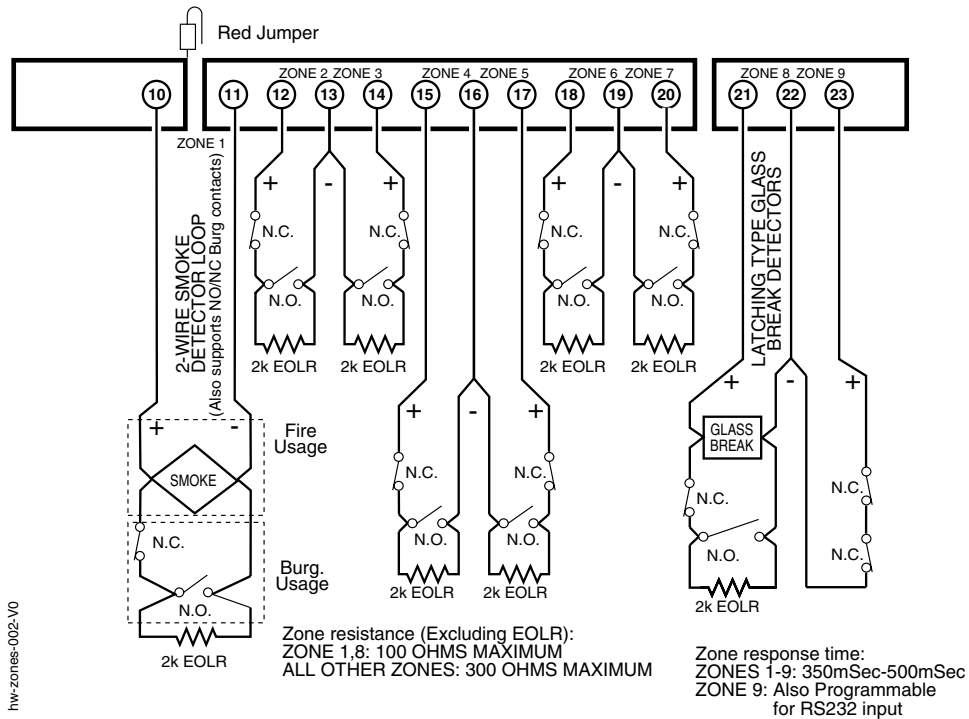 Red Jumper
ZONE 2 ZONE 3
ZONE 4 ZONE 5
ZONE 6 ZONE 7
ZONE 8 ZONE 9
10
11
12
13
14
15
16
17
18
19
20
21
22
23
ZONE 1
2-WIRE SMOKE
DETECTOR LOOP
(Also supports NO/NC Burg contacts)
+
-
+
N.C.
N.C.
N.O.
N.O.
2k EOLR
2k EOLR
+
-
+
N.C.
N.C.
N.O.
N.O.
2k EOLR
2k EOLR
+
-
+
N.C.
N.C.
N.O.
N.O.
2k EOLR
2k EOLR
LATCHING TYPE GLASS
BREAK DETECTORS
+
-
+
GLASS
BREAK
N.C.
N.O.
2k EOLR
N.C.
N.C.
+
-
Fire
Usage
SMOKE
N.C.
Burg.
Usage
N.O.
2k EOLR
Zone resistance (Excluding EOLR):
ZONE 1,8: 100 OHMS MAXIMUM
ALL OTHER ZONES: 300 OHMS MAXIMUM
Zone response time:
ZONES 1-9: 350mSec-500mSec
ZONE 9: Also Programmable
for RS232 input
hw-zones-002-V0